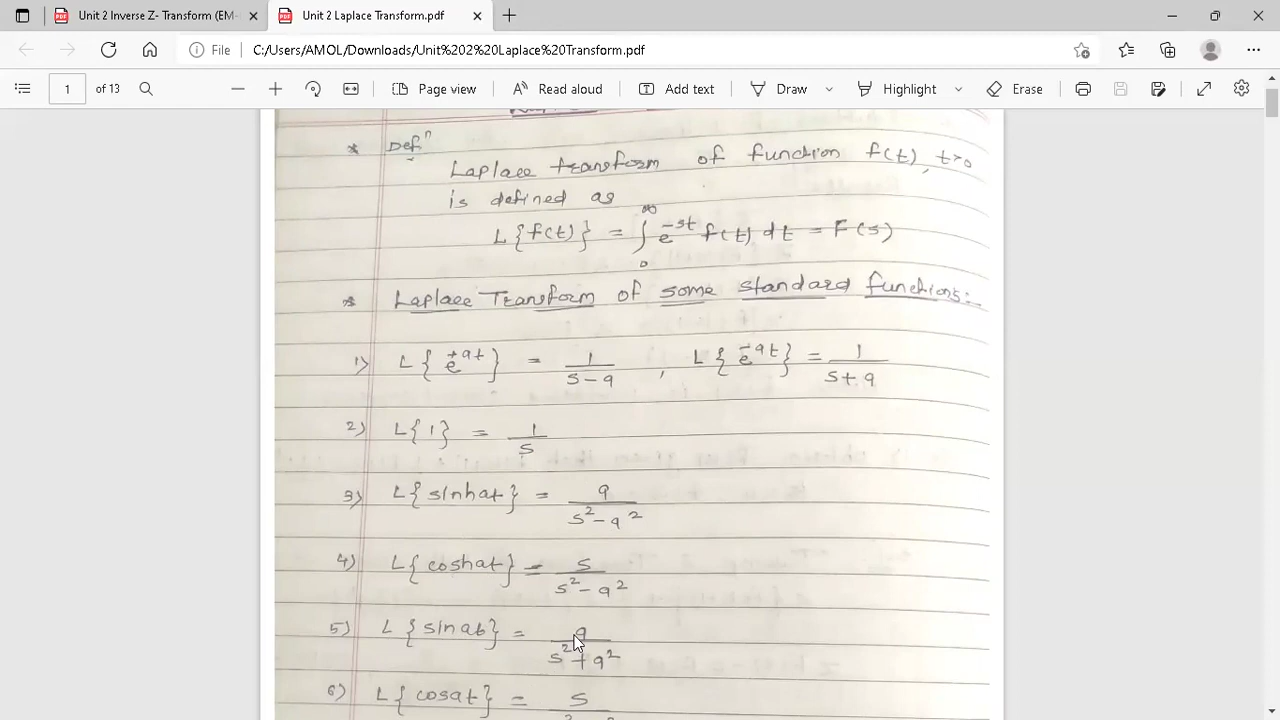 Unit 2 Inverse Z- Transform (EM-
Unit 2 Laplace Transform.pdf
File C:/Users/AMOL/Downloads/Unit%202%20Laplace%20Transform.pdf
1 of 13 Page view Read aloud Add text Draw Highlight Erase
* Defⁿ
Laplace transform of function f(t), t>0
is defined as
L{f(t)} = ∫₀^∞ e^-st f(t) dt = F(s)
* Laplace Transform of some standard functions:-
1) L{e^+at} = 1/(s-a), L{e^-at} = 1/(s+a)
2) L{1} = 1/s
3) L{sinhat} = a/(s²-a²)
4) L{coshat} = s/(s²-a²)
5) L{sinat} = a/(s²+a²)
6) L{cosat} = s